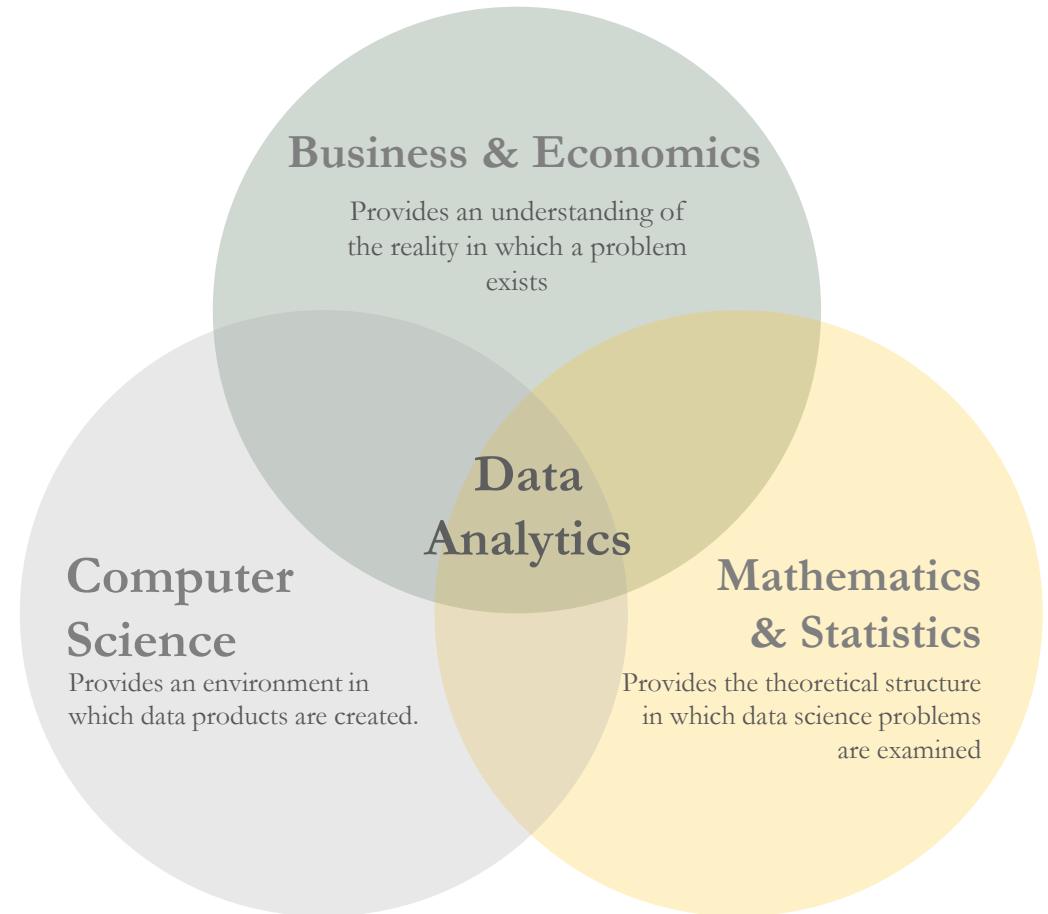 Business & Economics
Provides an understanding of
the reality in which a problem
exists
Data
Analytics
Computer
Science
Provides an environment in
which data products are created.
Mathematics
& Statistics
Provides the theoretical structure
in which data science problems
are examined